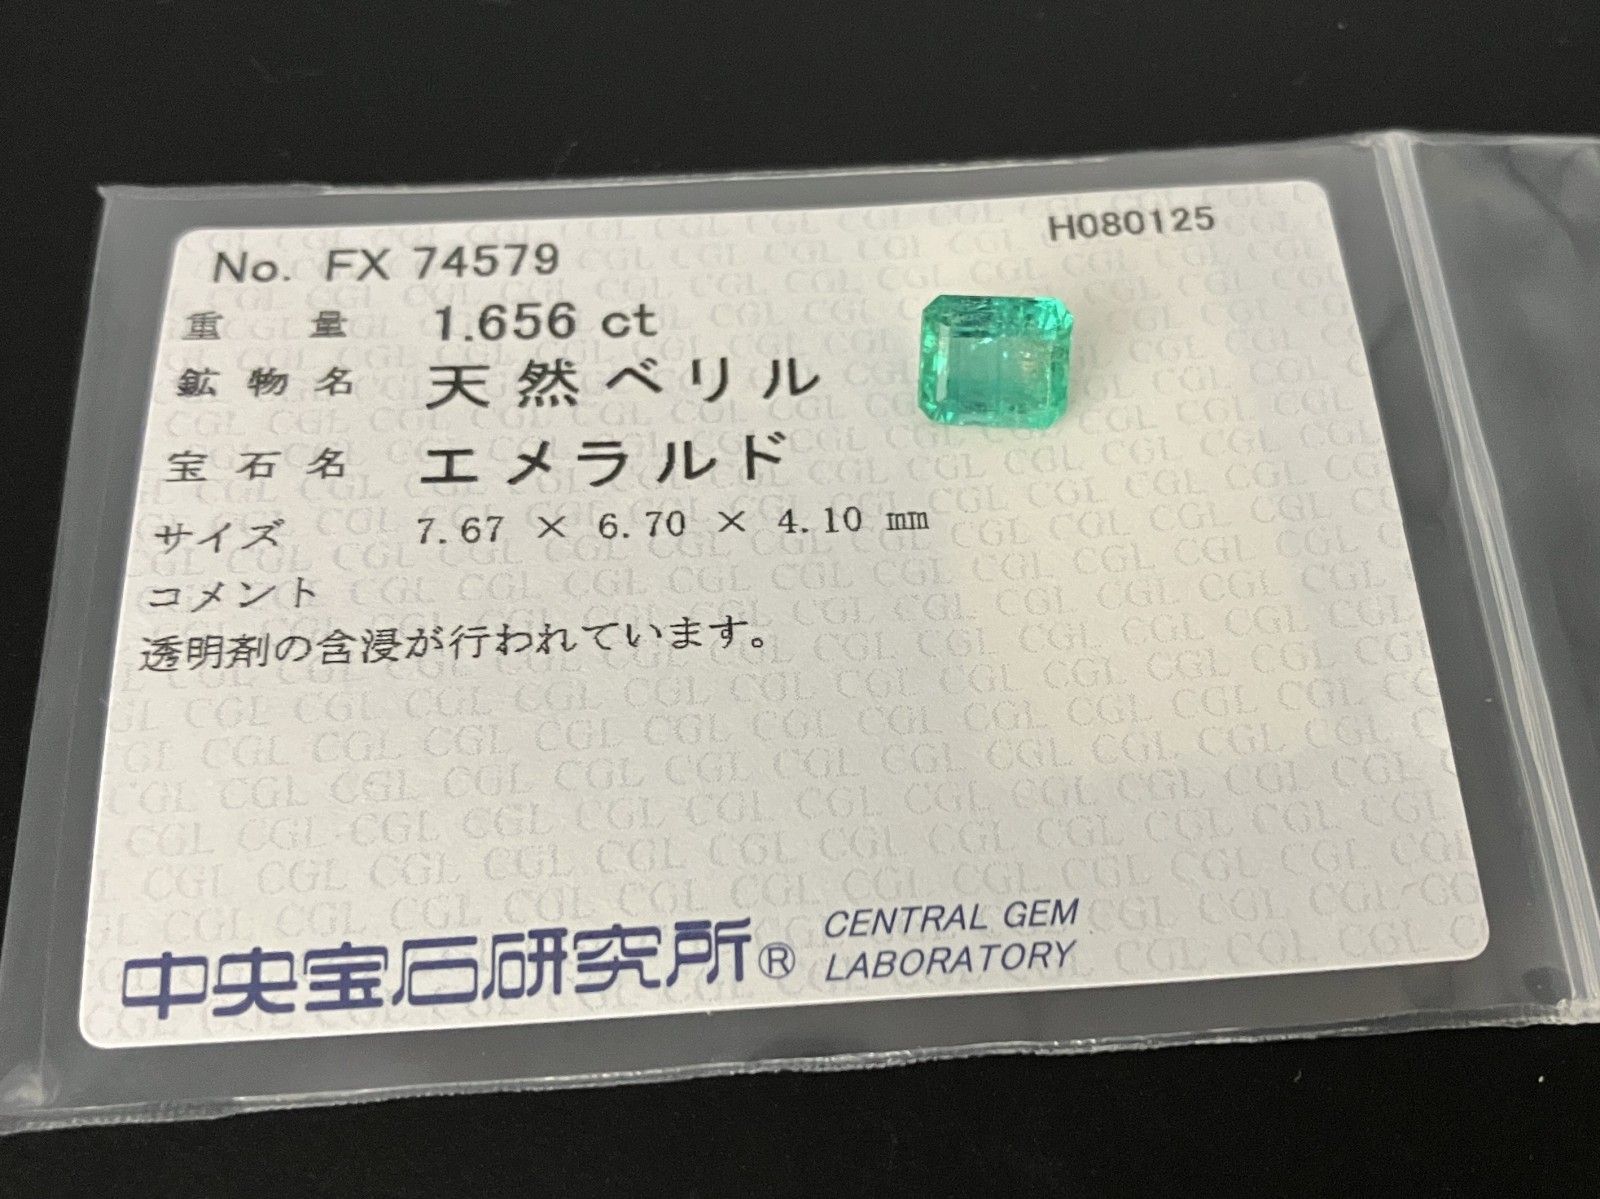 No. FX 74579
H080125
重量 1.656 ct
鉱物名 天然ベリル
宝石名 エメラルド
サイズ 7.67 × 6.70 × 4.10 mm
コメント
透明剤の含浸が行われています。
中央宝石研究所® CENTRAL GEM
LABORATORY